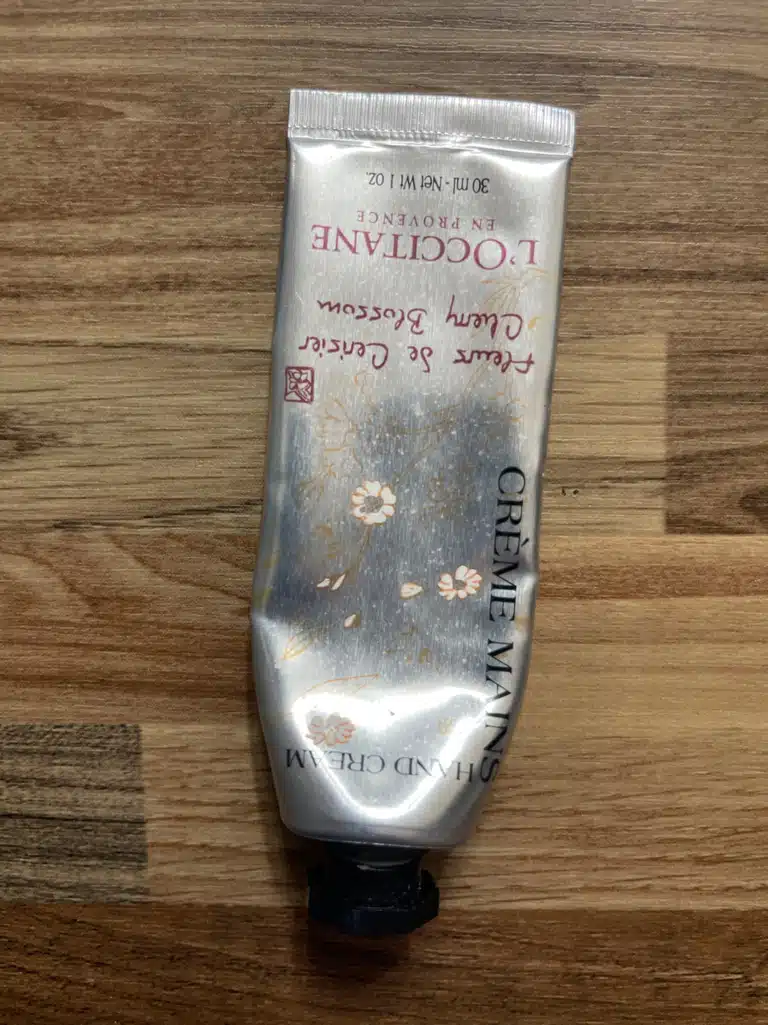 HAND CREAM
CRÈME MAINS
Fleurs de Cerisier
Cherry Blossom
L'OCCITANE
EN PROVENCE
30 ml - Net Wt 1 oz.